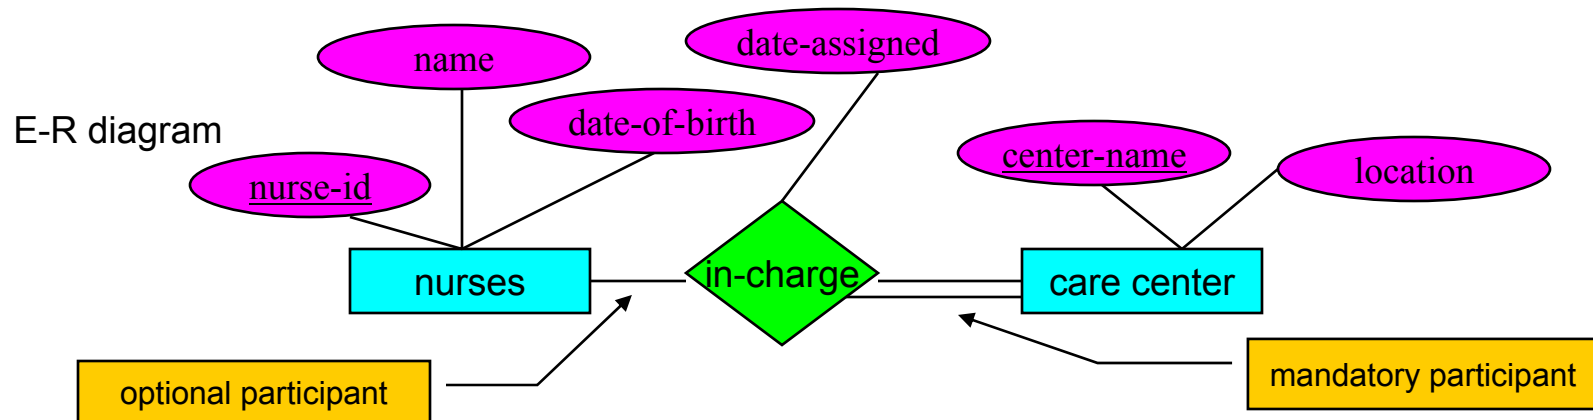 date-assigned
name
date-of-birth
E-R diagram
center-name
location
nurse-id
in-charge
nurses
care center
optional participant
mandatory participant